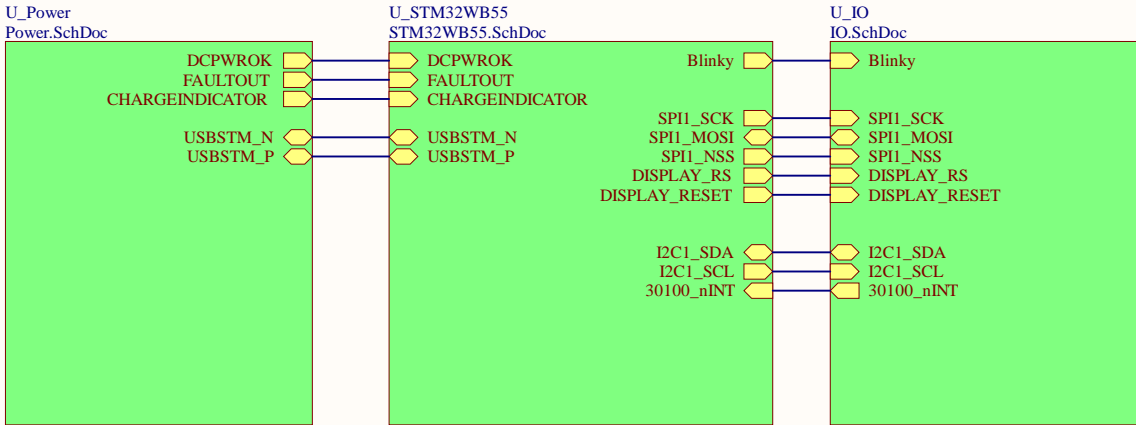 U_Power
Power.SchDoc
DCPWROK
FAULTOUT
CHARGEINDICATOR
USBSTM_N
USBSTM_P
U_STM32WB55
STM32WB55.SchDoc
DCPWROK
FAULTOUT
CHARGEINDICATOR
USBSTM_N
USBSTM_P
Blinky
SPI1_SCK
SPI1_MOSI
SPI1_NSS
DISPLAY_RS
DISPLAY_RESET
I2C1_SDA
I2C1_SCL
30100_nINT
U_IO
IO.SchDoc
Blinky
SPI1_SCK
SPI1_MOSI
SPI1_NSS
DISPLAY_RS
DISPLAY_RESET
I2C1_SDA
I2C1_SCL
30100_nINT